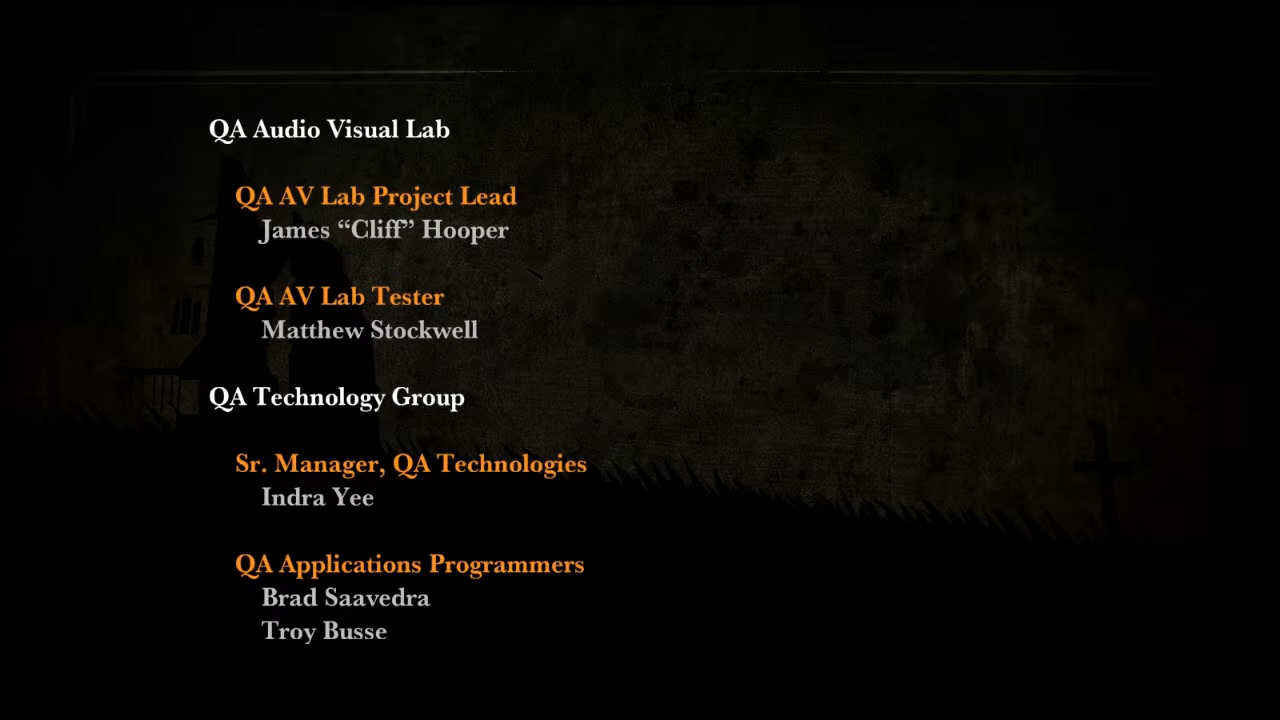 QA Audio Visual Lab
QA AV Lab Project Lead
James “Cliff” Hooper
QA AV Lab Tester
Matthew Stockwell
QA Technology Group
Sr. Manager, QA Technologies
Indra Yee
QA Applications Programmers
Brad Saavedra
Troy Busse